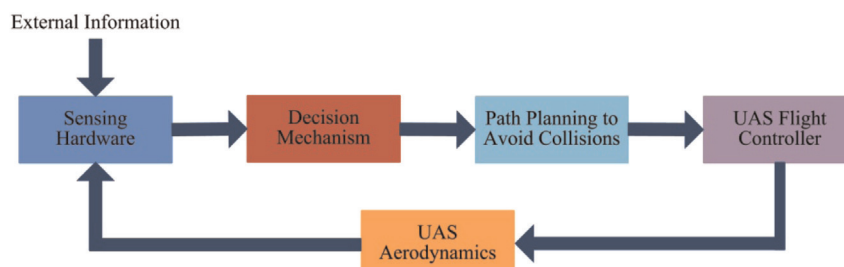 External Information
Sensing
Hardware
Decision
Mechanism
Path Planning to
Avoid Collisions
UAS Flight
Controller
UAS
Aerodynamics